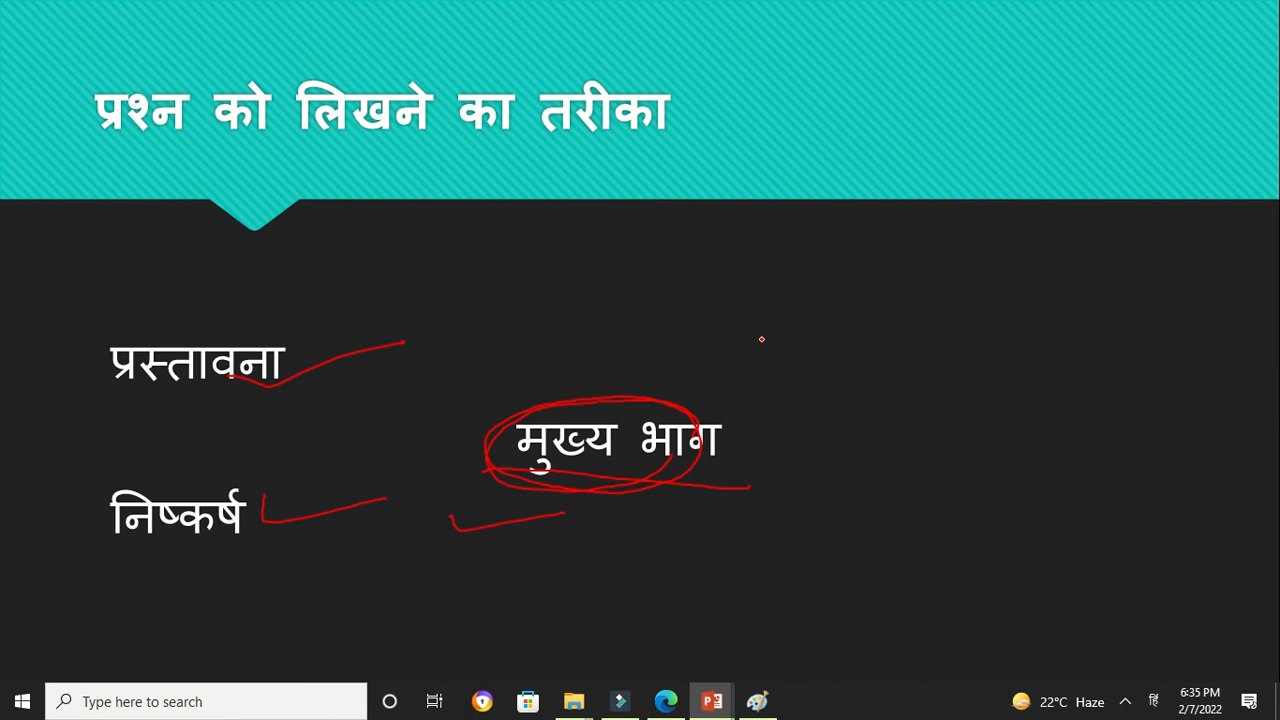 प्रश्न को लिखने का तरीका
प्रस्तावना
मुख्य भाग
निष्कर्ष
Type here to search
22°C Haze
हिं
6:35 PM
2/7/2022